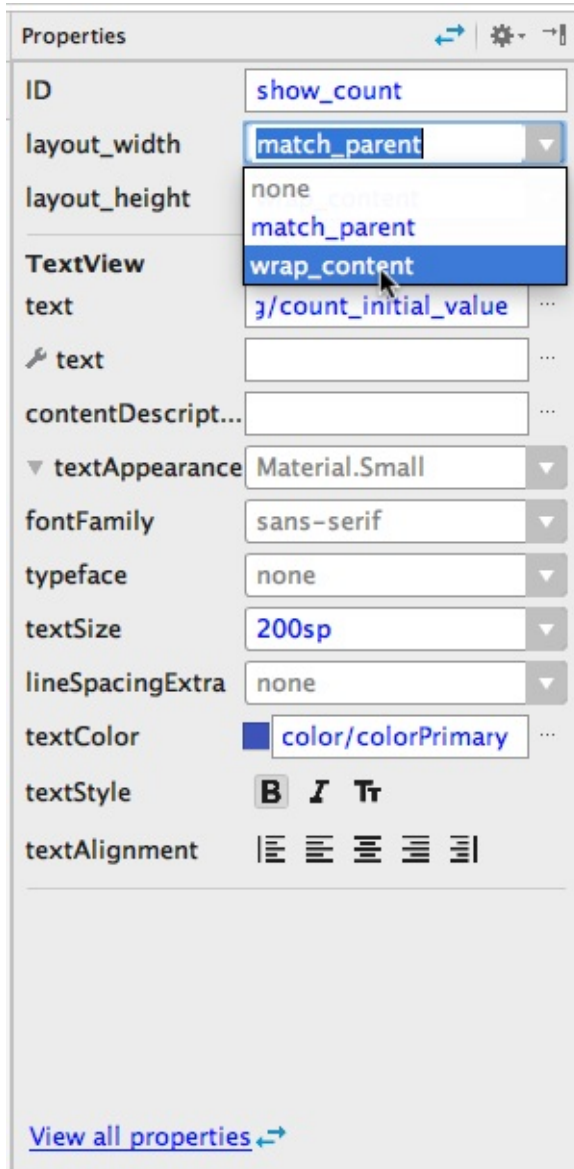 Properties
ID show_count
layout_width match_parent
layout_height
none
match_parent
wrap_content
TextView
text g/count_initial_value ...
text ...
contentDescript... ...
textAppearance Material.Small
fontFamily sans-serif
typeface none
textSize 200sp
lineSpacingExtra none
textColor color/colorPrimary ...
textStyle B I Tт
textAlignment
View all properties